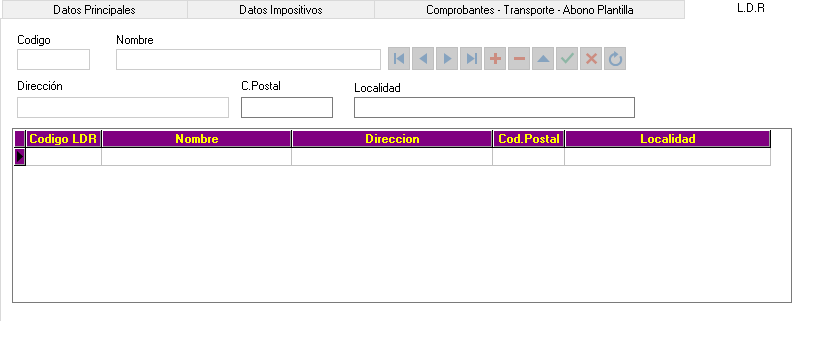 Datos Principales Datos Impositivos Comprobantes - Transporte - Abono Plantilla L.D.R
Codigo Nombre
Dirección C.Postal Localidad
Codigo LDR Nombre Direccion Cod.Postal Localidad